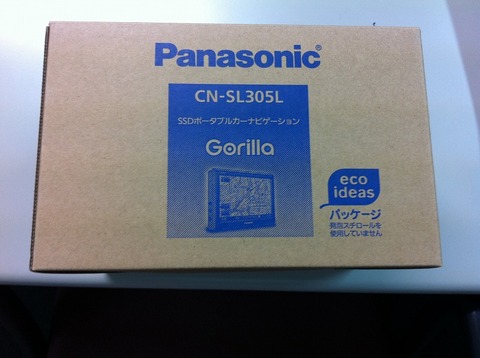 Panasonic®
CN-SL305L
SSDポータブルカーナビゲーション
Gorilla
eco
ideas
パッケージ
発泡スチロールを
使用していません